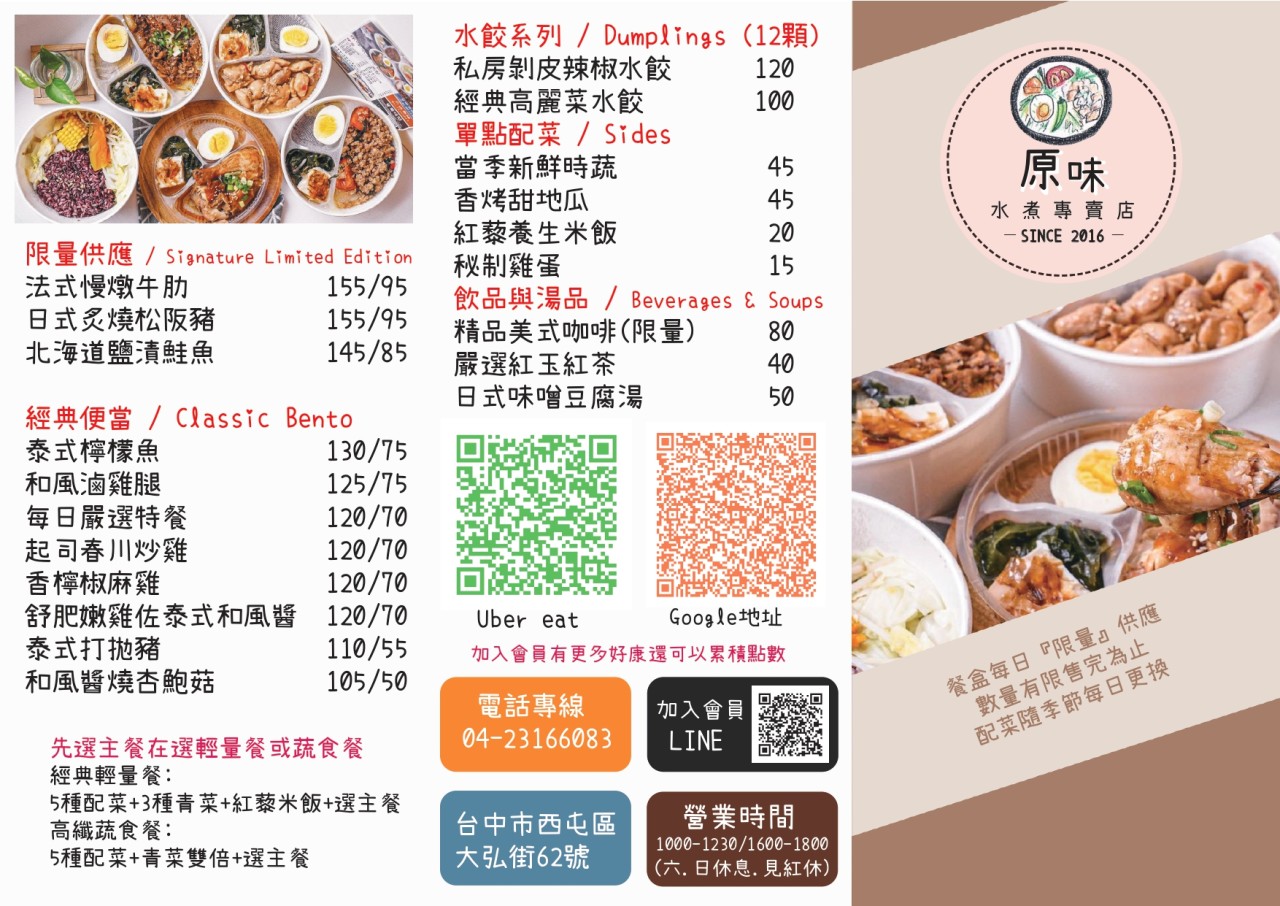 限量供應 / Signature Limited Edition
法式慢燉牛肋 155/95
日式炙燒松阪豬 155/95
北海道鹽漬鮭魚 145/85
經典便當 / Classic Bento
泰式檸檬魚 130/75
和風滷雞腿 125/75
每日嚴選特餐 120/70
起司春川炒雞 120/70
香檸椒麻雞 120/70
舒肥嫩雞佐泰式和風醬 120/70
泰式打拋豬 110/55
和風醬燒杏鮑菇 105/50
先選主餐在選輕量餐或蔬食餐
經典輕量餐:
5種配菜+3種青菜+紅藜米飯+選主餐
高纖蔬食餐:
5種配菜+青菜雙倍+選主餐
水餃系列 / Dumplings (12顆)
私房剝皮辣椒水餃 120
經典高麗菜水餃 100
單點配菜 / Sides
當季新鮮時蔬 45
香烤甜地瓜 45
紅藜養生米飯 20
秘制雞蛋 15
飲品與湯品 / Beverages & Soups
精品美式咖啡(限量) 80
嚴選紅玉紅茶 40
日式味噌豆腐湯 50
Uber eat
Google地址
加入會員有更多好康還可以累積點數
電話專線
04-23166083
加入會員
LINE
台中市西屯區
大弘街62號
營業時間
1000-1230/1600-1800
(六.日休息.見紅休)
原味
水煮專賣店
SINCE 2016
餐盒每日『限量』供應
數量有限售完為止
配菜隨季節每日更換